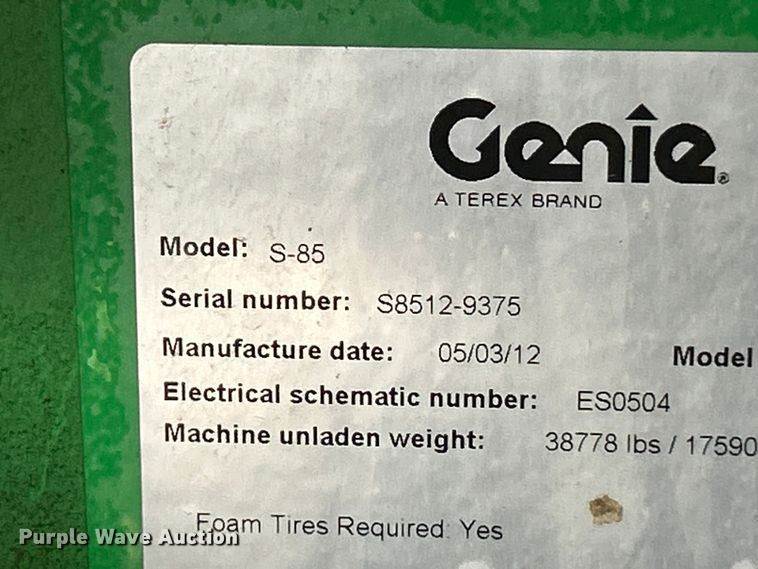 Genie®
A TEREX BRAND
Model: S-85
Serial number: S8512-9375
Manufacture date: 05/03/12 Model
Electrical schematic number: ES0504
Machine unladen weight: 38778 lbs / 17590
Foam Tires Required: Yes
Purple Wave Auction